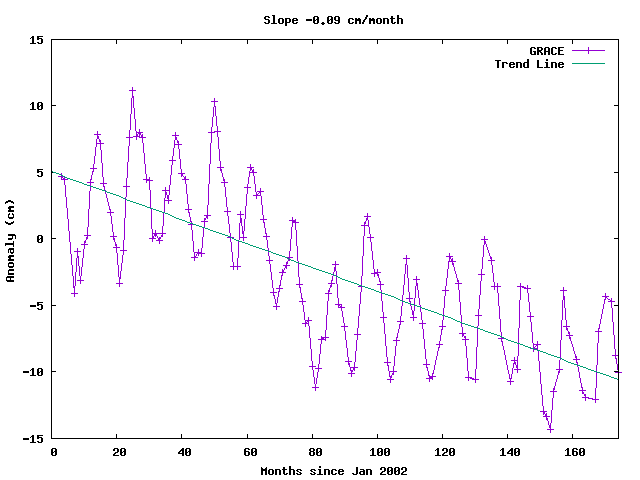 Slope -0.09 cm/month
15
GRACE
Trend Line
10
5
0
-5
-10
-15
Anomaly (cm)
0 20 40 60 80 100 120 140 160
Months since Jan 2002